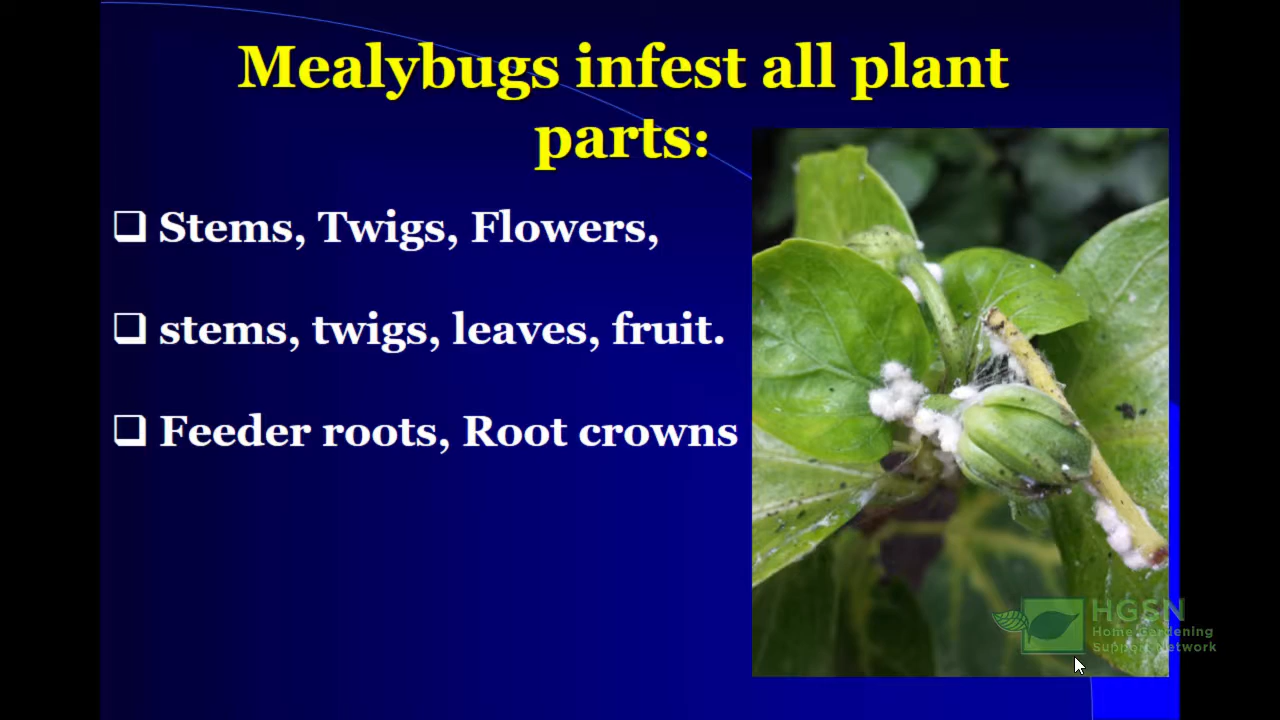 Mealybugs infest all plant
parts:
❑ Stems, Twigs, Flowers,
❑ stems, twigs, leaves, fruit.
❑ Feeder roots, Root crowns
HGSN
Home Gardening
Support Network